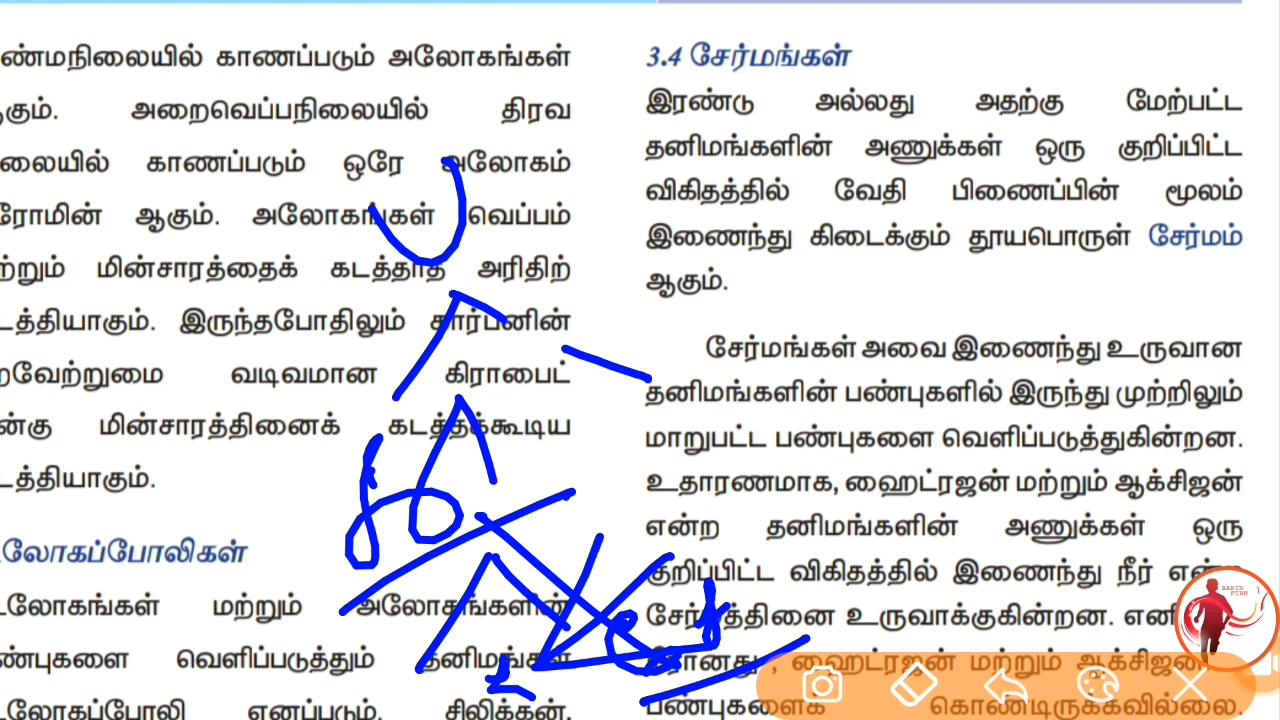 ண்மநிலையில் காணப்படும் அலோகங்கள்
கும். அறைவெப்பநிலையில் திரவ
லையில் காணப்படும் ஒரே அலோகம்
ரோமின் ஆகும். அலோகங்கள் வெப்பம்
ற்றும் மின்சாரத்தைக் கடத்தாத அரிதிற்
டத்தியாகும். இருந்தபோதிலும் கார்பனின்
றவேற்றுமை வடிவமான கிராபைட்
ன்கு மின்சாரத்தினைக் கடத்தக்கூடிய
டத்தியாகும்.
லோகப்போலிகள்
லோகங்கள் மற்றும் அலோகங்களின்
ண்புகளை வெளிப்படுத்தும் தனிமங்கள்
லோகப்போலி எனப்படும். சிலிக்கன்,
3.4 சேர்மங்கள்
இரண்டு அல்லது அதற்கு மேற்பட்ட
தனிமங்களின் அணுக்கள் ஒரு குறிப்பிட்ட
விகிதத்தில் வேதி பிணைப்பின் மூலம்
இணைந்து கிடைக்கும் தூயபொருள் சேர்மம்
ஆகும்.
சேர்மங்கள் அவை இணைந்து உருவான
தனிமங்களின் பண்புகளில் இருந்து முற்றிலும்
மாறுபட்ட பண்புகளை வெளிப்படுத்துகின்றன.
உதாரணமாக, ஹைட்ரஜன் மற்றும் ஆக்சிஜன்
என்ற தனிமங்களின் அணுக்கள் ஒரு
குறிப்பிட்ட விகிதத்தில் இணைந்து நீர் என்ற
சேர்மத்தினை உருவாக்குகின்றன. எனி
ஹைட்ரஜன் மற்றும்
பண்புகளைக் கொண்டிருக்கவில்லை.
RAPID
FIRE